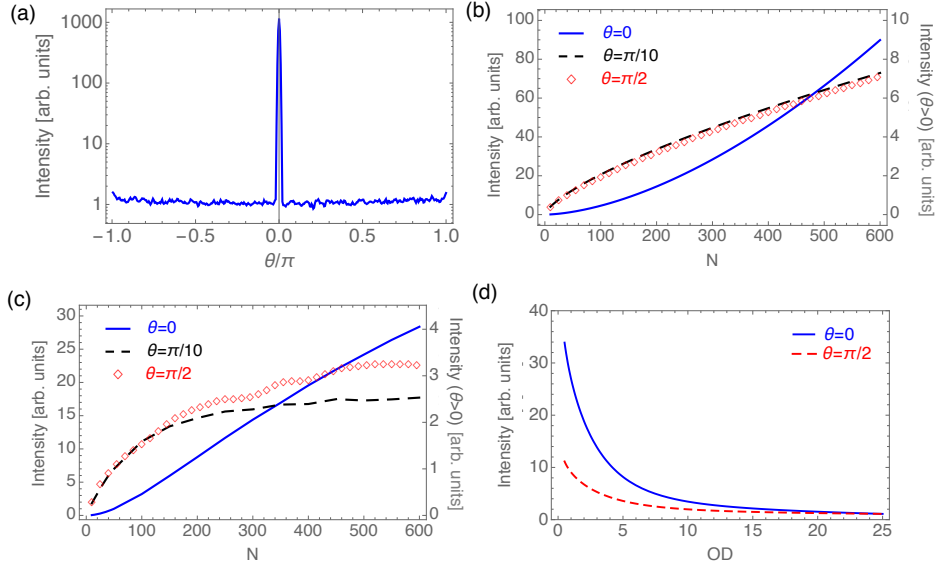 (a)
Intensity [arb. units]
1000
100
10
1
−1.0 −0.5 0.0 0.5 1.0
θ/π
(b)
Intensity [arb. units]
100
80
60
40
20
0
θ=0
θ=π/10
θ=π/2
10
8
6
4
2
0
Intensity (θ>0) [arb. units]
0 100 200 300 400 500 600
N
(c)
Intensity [arb. units]
30
25
20
15
10
5
0
θ=0
θ=π/10
θ=π/2
4
3
2
1
0
Intensity (θ>0) [arb. units]
0 100 200 300 400 500 600
N
(d)
Intensity [arb. units]
40
30
20
10
0
θ=0
θ=π/2
0 5 10 15 20 25
OD